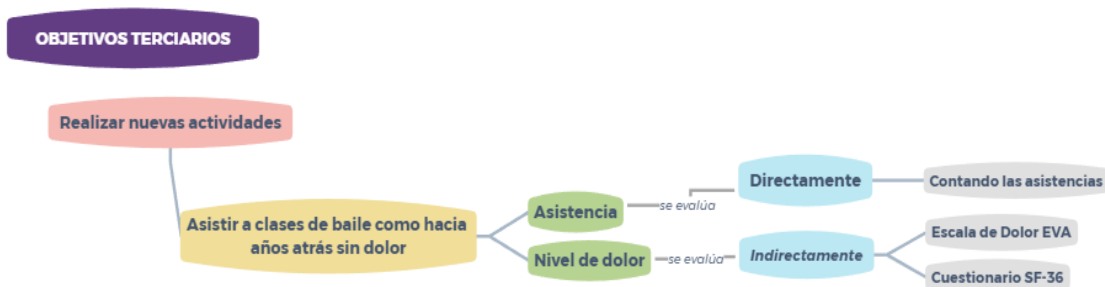 OBJETIVOS TERCIARIOS
Realizar nuevas actividades
Asistir a clases de baile como hacia
años atrás sin dolor
Asistencia
se evalúa
Directamente
Contando las asistencias
Nivel de dolor
se evalúa
Indirectamente
Escala de Dolor EVA
Cuestionario SF-36